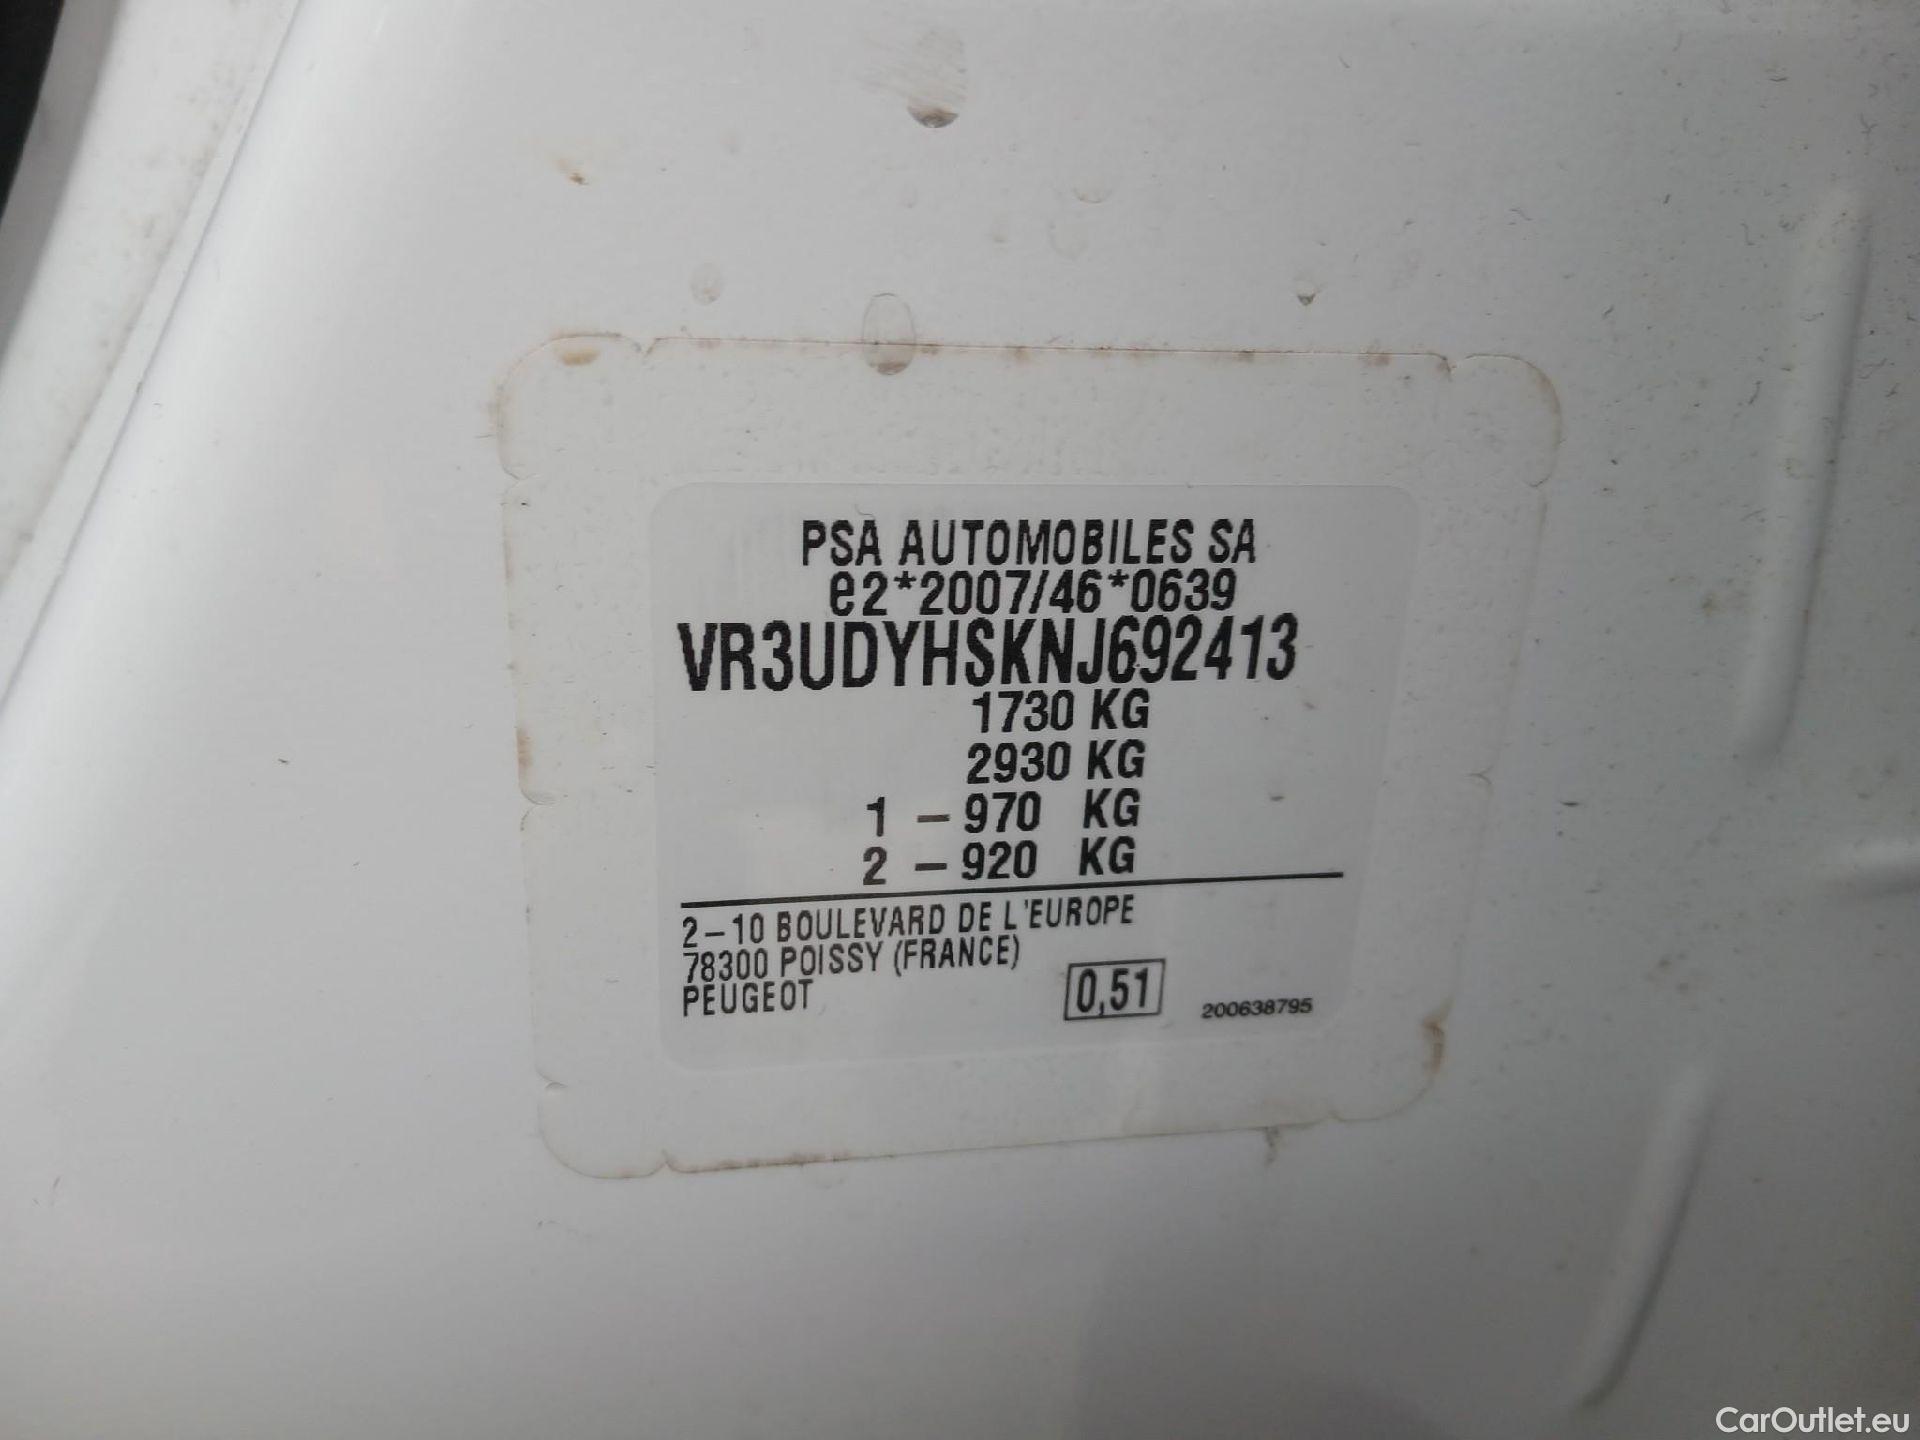 PSA AUTOMOBILES SA
e2*2007/46*0639
VR3UDYHSKNJ692413
1730 KG
2930 KG
1 – 970 KG
2 – 920 KG
2–10 BOULEVARD DE L'EUROPE
78300 POISSY (FRANCE)
PEUGEOT
0,51
200638795
CarOutlet.eu